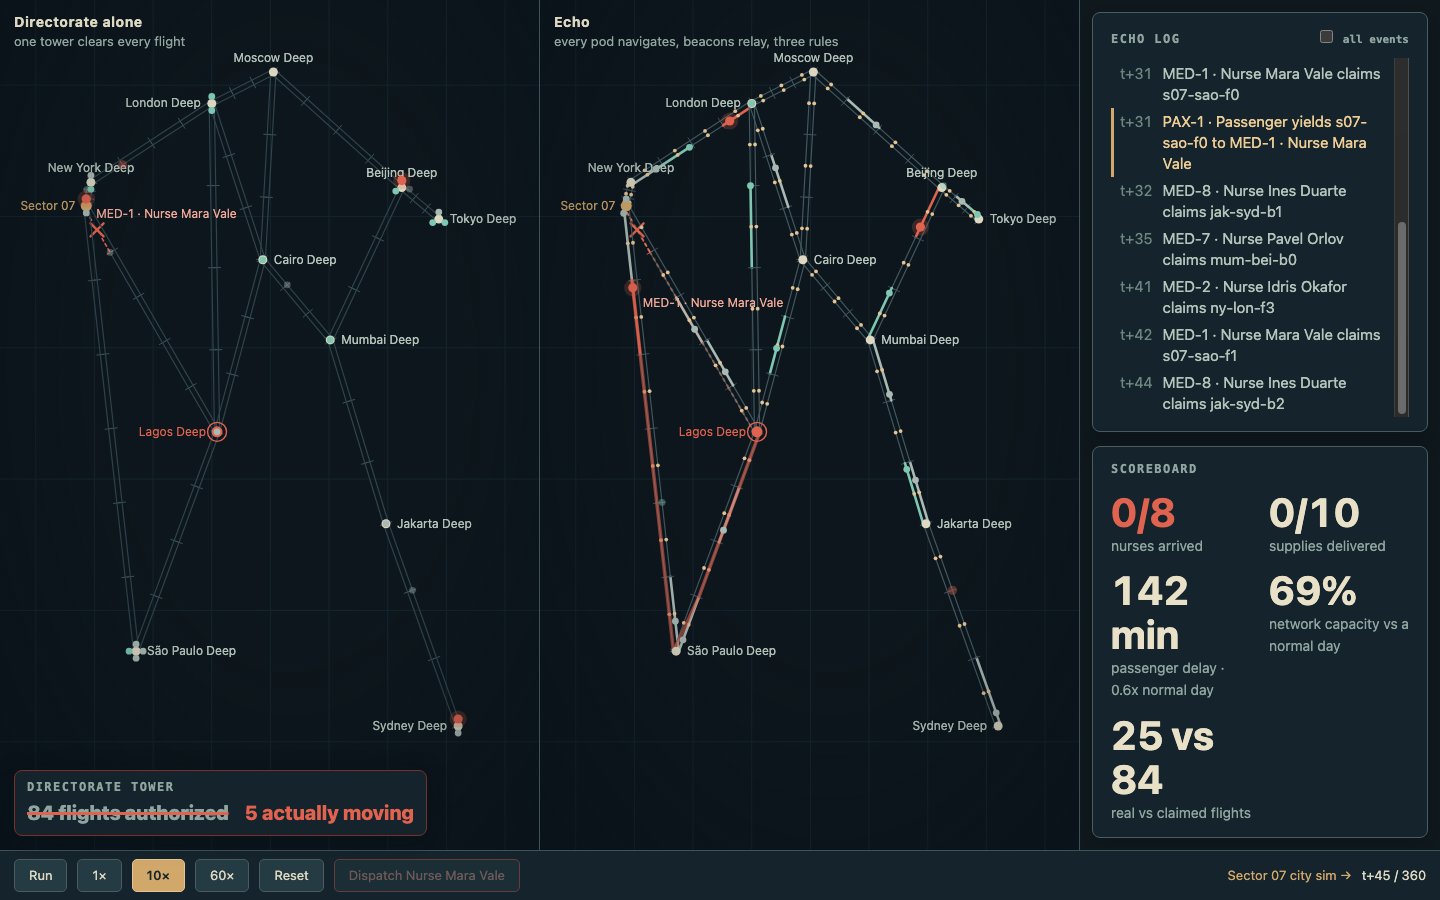 Directorate alone
one tower clears every flight
Moscow Deep
London Deep
New York Deep
Beijing Deep
Sector 07
MED-1 · Nurse Mara Vale
Tokyo Deep
Cairo Deep
Mumbai Deep
Lagos Deep
Jakarta Deep
São Paulo Deep
Sydney Deep
DIRECTORATE TOWER
84 flights authorized 5 actually moving
Echo
every pod navigates, beacons relay, three rules
Moscow Deep
London Deep
New York Deep
Beijing Deep
Sector 07
Tokyo Deep
Cairo Deep
MED-1 · Nurse Mara Vale
Mumbai Deep
Lagos Deep
Jakarta Deep
São Paulo Deep
Sydney Deep
ECHO LOG
all events
t+31 MED-1 · Nurse Mara Vale claims
s07-sao-f0
t+31 PAX-1 · Passenger yields s07-
sao-f0 to MED-1 · Nurse Mara
Vale
t+32 MED-8 · Nurse Ines Duarte
claims jak-syd-b1
t+35 MED-7 · Nurse Pavel Orlov
claims mum-bei-b0
t+41 MED-2 · Nurse Idris Okafor
claims ny-lon-f3
t+42 MED-1 · Nurse Mara Vale claims
s07-sao-f1
t+44 MED-8 · Nurse Ines Duarte
claims jak-syd-b2
SCOREBOARD
0/8
nurses arrived
0/10
supplies delivered
142
min
passenger delay ·
0.6x normal day
69%
network capacity vs a
normal day
25 vs
84
real vs claimed flights
Run
1×
10×
60×
Reset
Dispatch Nurse Mara Vale
Sector 07 city sim →
t+45 / 360